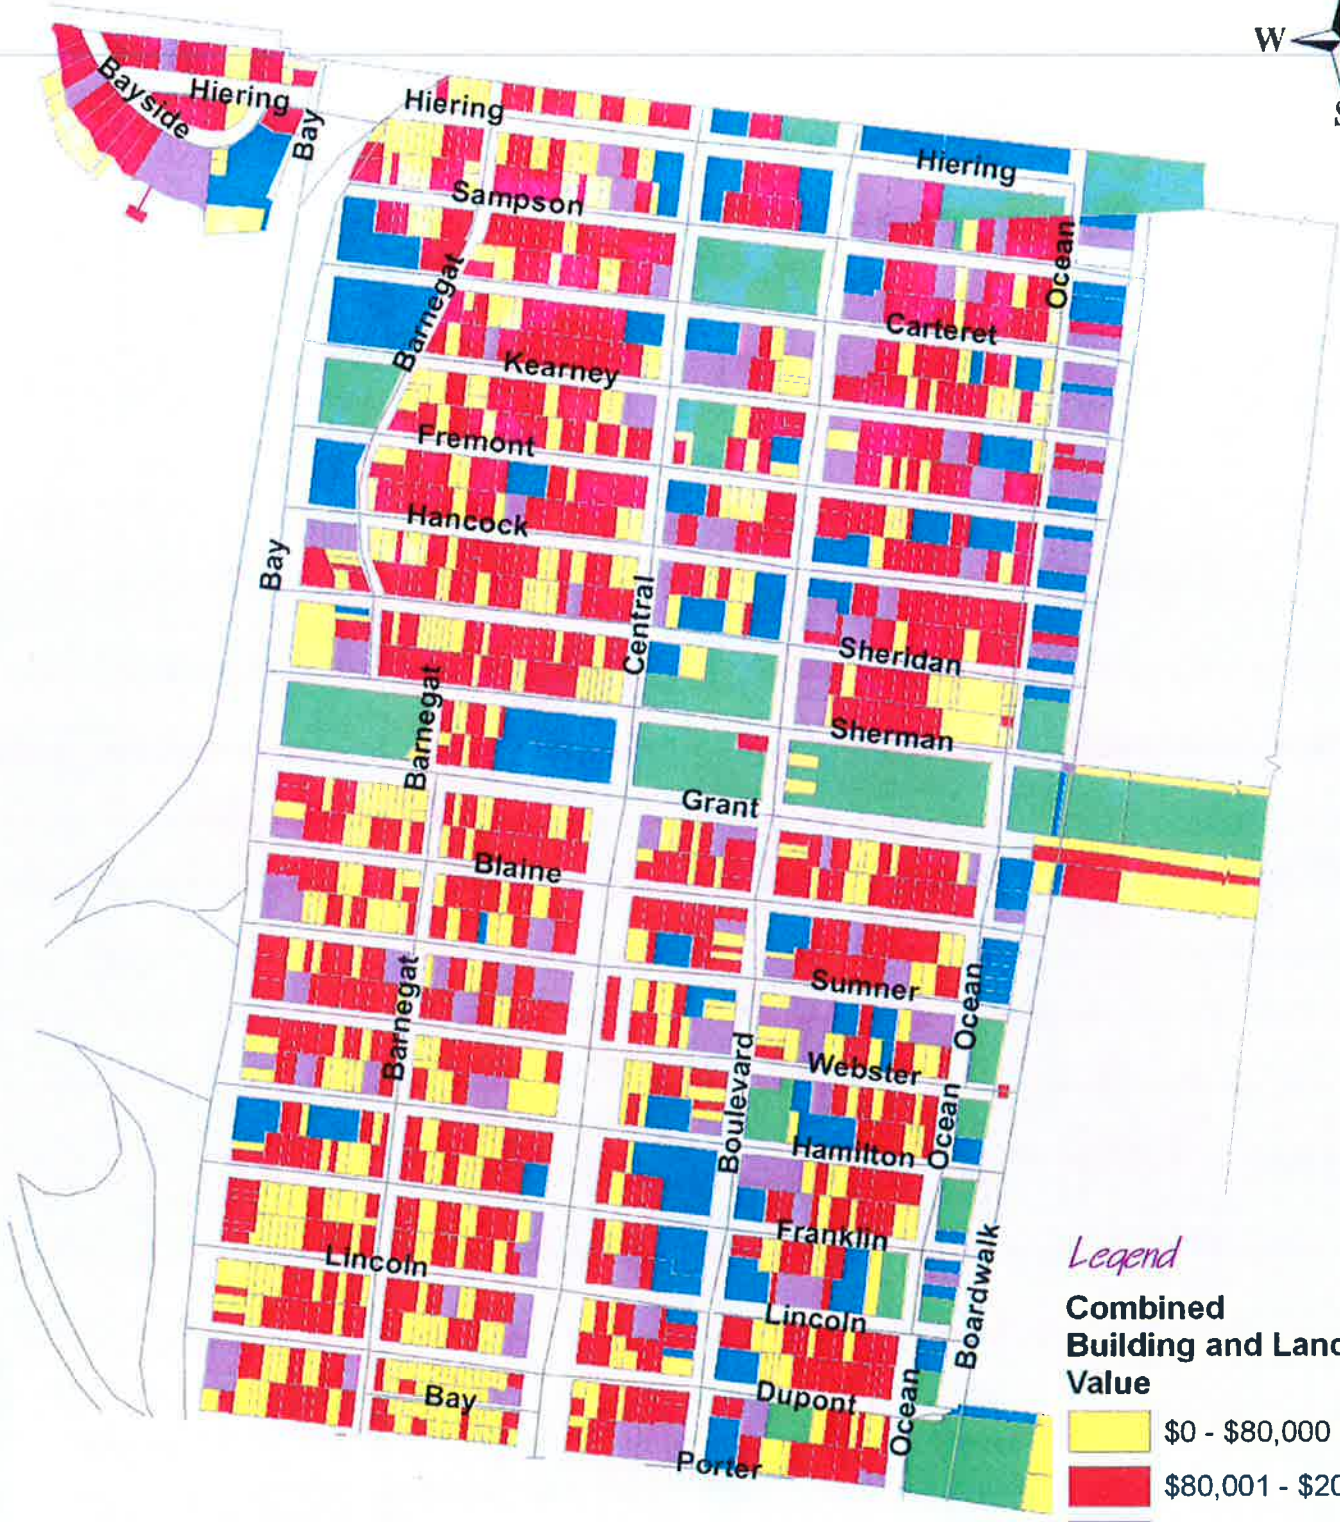 W
S
Hiering
Bayside
Bay
Hiering
Hiering
Sampson
Ocean
Barnegat
Carteret
Kearney
Fremont
Hancock
Bay
Central
Sheridan
Barnegat
Sherman
Grant
Blaine
Sumner
Ocean
Barnegat
Webster
Boulevard
Ocean
Hamilton
Franklin
Lincoln
Boardwalk
Lincoln
Dupont
Bay
Ocean
Porter
Legend
Combined
Building and Land
Value
$0 - $80,000
$80,001 - $20